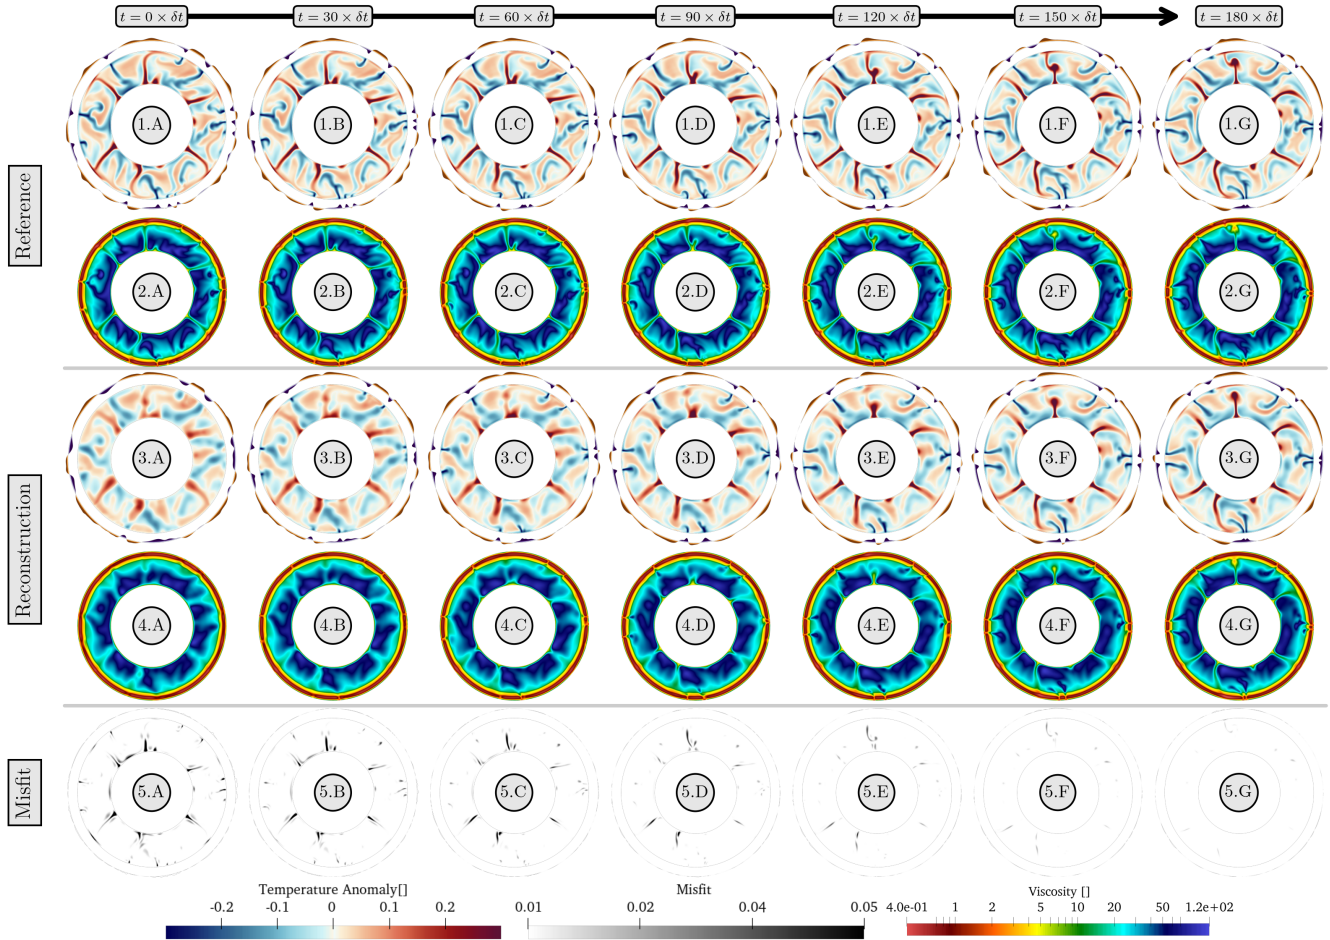 t = 0 × δt
t = 30 × δt
t = 60 × δt
t = 90 × δt
t = 120 × δt
t = 150 × δt
t = 180 × δt
Reference
1.A
1.B
1.C
1.D
1.E
1.F
1.G
2.A
2.B
2.C
2.D
2.E
2.F
2.G
Reconstruction
3.A
3.B
3.C
3.D
3.E
3.F
3.G
4.A
4.B
4.C
4.D
4.E
4.F
4.G
Misfit
5.A
5.B
5.C
5.D
5.E
5.F
5.G
Temperature Anomaly[]
-0.2 -0.1 0 0.1 0.2
Misfit
0.01 0.02 0.04 0.05
Viscosity []
4.0e-01 1 2 5 10 20 50 1.2e+02